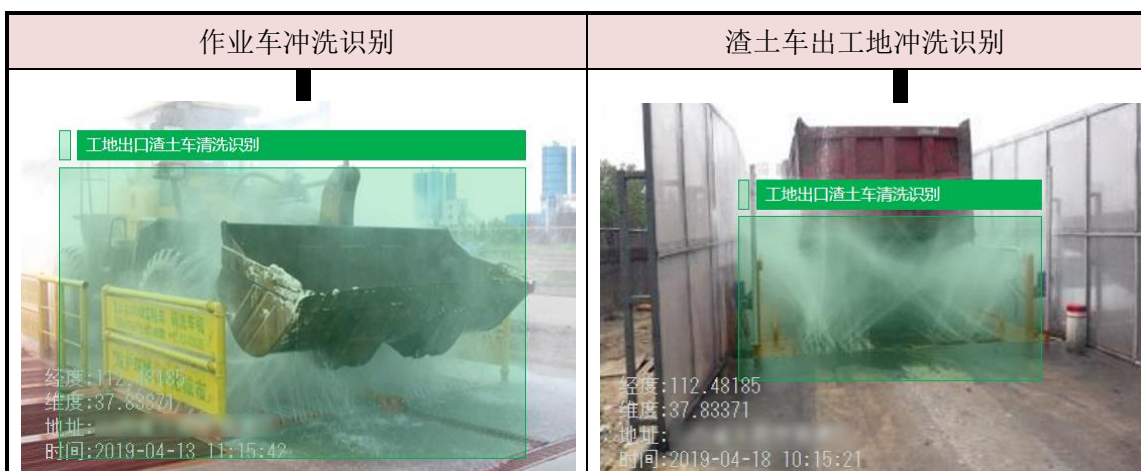 作业车冲洗识别
渣土车出工地冲洗识别
工地出口渣土车清洗识别
经度:112.48185
维度:37.83371
地址:
时间:2019-04-13 11:15:42
工地出口渣土车清洗识别
经度:112.48185
维度:37.83371
地址:
时间:2019-04-18 10:15:21